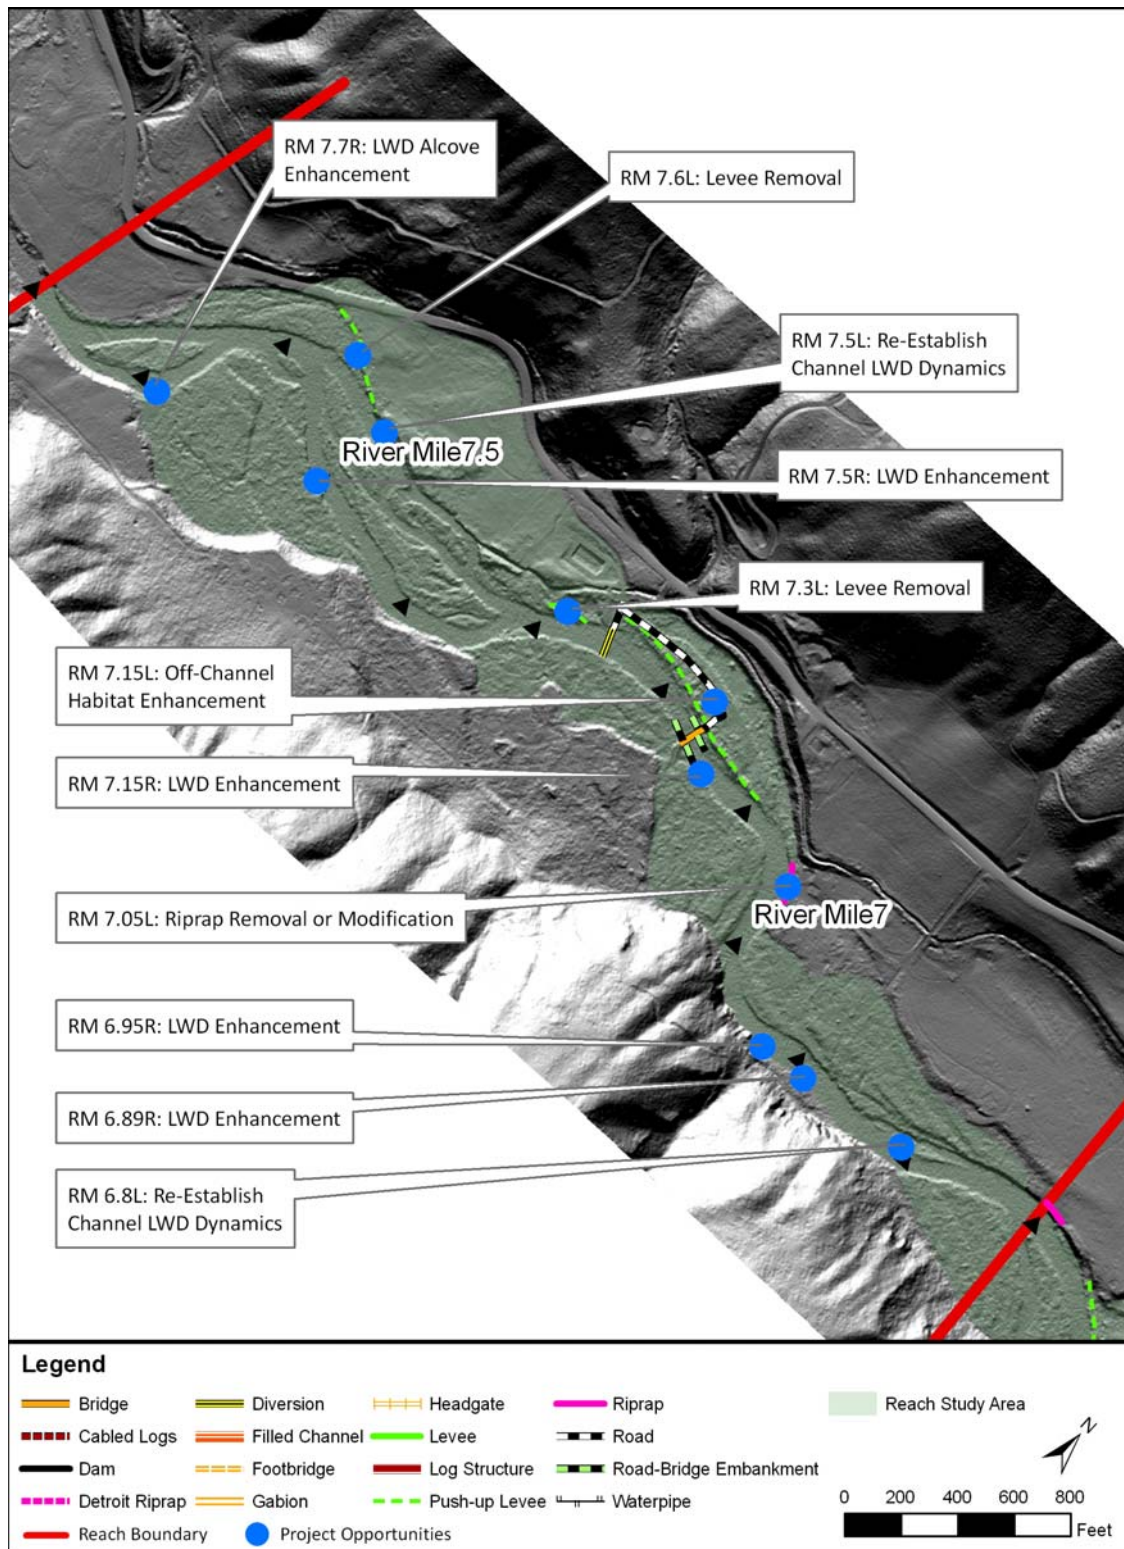 RM 7.7R: LWD Alcove
Enhancement
RM 7.6L: Levee Removal
RM 7.5L: Re-Establish
Channel LWD Dynamics
River Mile7.5
RM 7.5R: LWD Enhancement
RM 7.3L: Levee Removal
RM 7.15L: Off-Channel
Habitat Enhancement
RM 7.15R: LWD Enhancement
RM 7.05L: Riprap Removal or Modification
River Mile7
RM 6.95R: LWD Enhancement
RM 6.89R: LWD Enhancement
RM 6.8L: Re-Establish
Channel LWD Dynamics
Legend
Bridge
Cabled Logs
Dam
Detroit Riprap
Reach Boundary
Diversion
Filled Channel
Footbridge
Gabion
Project Opportunities
Headgate
Levee
Log Structure
Push-up Levee
Riprap
Road
Road-Bridge Embankment
Waterpipe
Reach Study Area
N
0 200 400 600 800
Feet